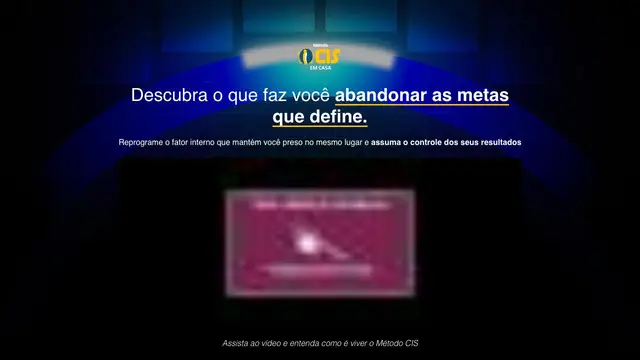 Método
CIS
EM CASA
Descubra o que faz você abandonar as metas
que define.
Reprograme o fator interno que mantém você preso no mesmo lugar e assuma o controle dos seus resultados
Assista ao vídeo e entenda como é viver o Método CIS